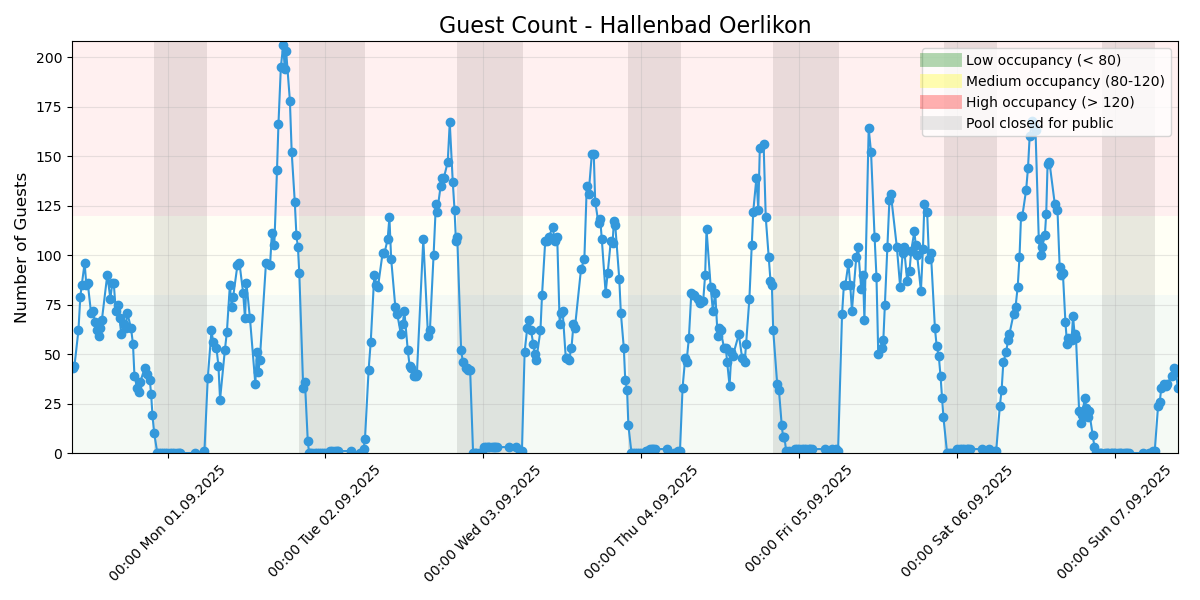 Guest Count - Hallenbad Oerlikon
Number of Guests
200
175
150
125
100
75
50
25
0
Low occupancy (< 80)
Medium occupancy (80-120)
High occupancy (> 120)
Pool closed for public
00:00 Mon 01.09.2025
00:00 Tue 02.09.2025
00:00 Wed 03.09.2025
00:00 Thu 04.09.2025
00:00 Fri 05.09.2025
00:00 Sat 06.09.2025
00:00 Sun 07.09.2025